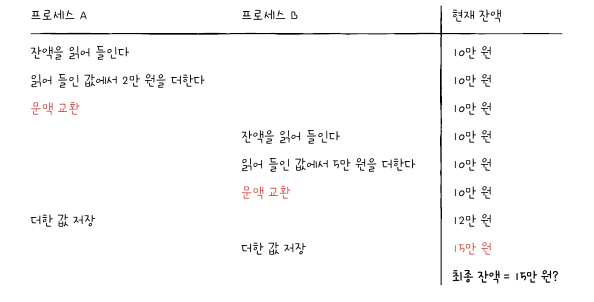 프로세스 A 프로세스 B 현재 잔액
잔액을 읽어 들인다 10만 원
읽어 들인 값에서 2만 원을 더한다 10만 원
문맥 교환 10만 원
잔액을 읽어 들인다 10만 원
읽어 들인 값에서 5만 원을 더한다 10만 원
문맥 교환 10만 원
더한 값 저장 12만 원
더한 값 저장 15만 원
최종 잔액 = 15만 원?